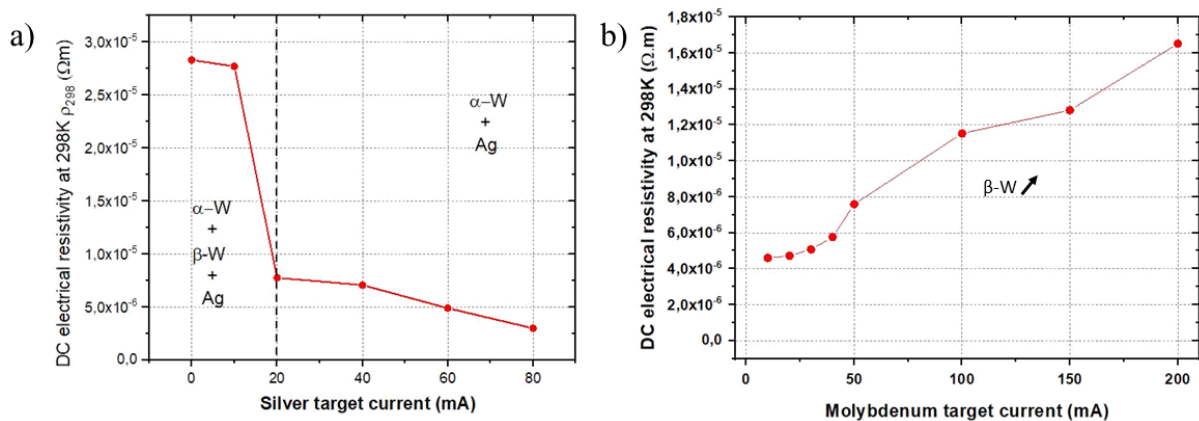 a)
DC electrical resistivity at 298K ρ298 (Ωm)
3,0x10-5
2,5x10-5
2,0x10-5
1,5x10-5
1,0x10-5
5,0x10-6
0,0
α–W
+
β-W
+
Ag
α–W
+
Ag
0 20 40 60 80
Silver target current (mA)
b)
DC electrical resistivity at 298K (Ω.m)
1,8x10-5
1,6x10-5
1,4x10-5
1,2x10-5
1,0x10-5
8,0x10-6
6,0x10-6
4,0x10-6
2,0x10-6
0,0
β-W
0 50 100 150 200
Molybdenum target current (mA)